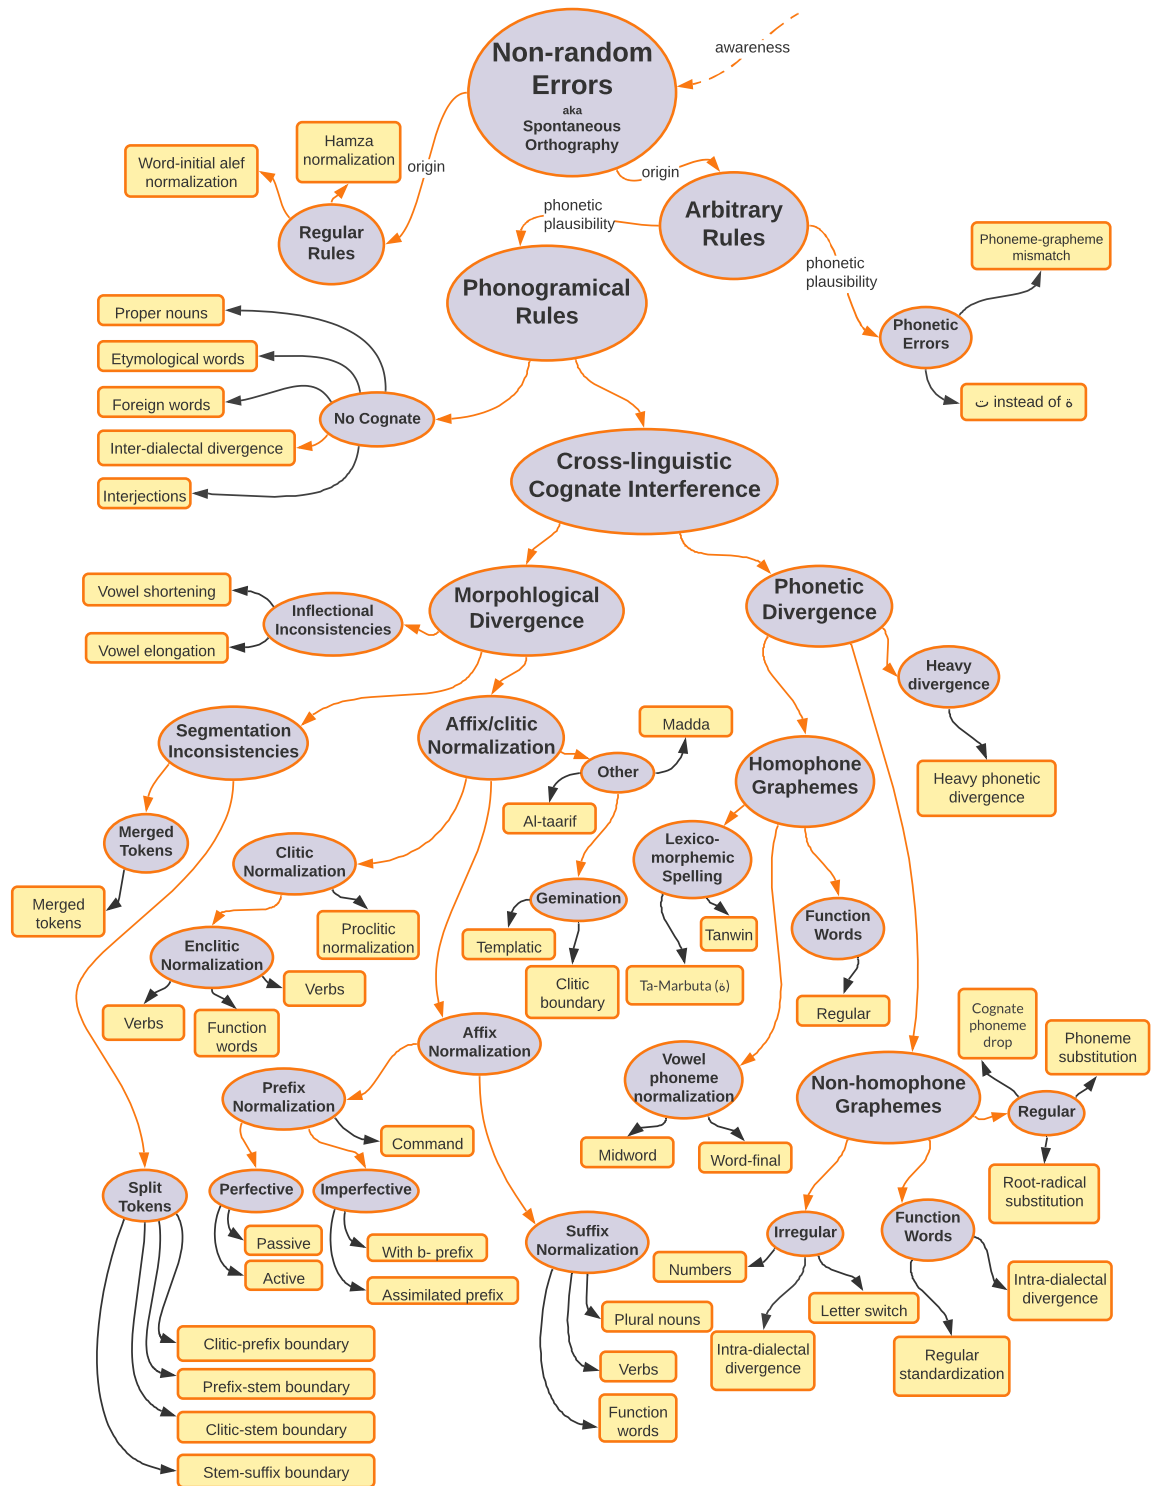 awareness
Non-random
Errors
aka
Spontaneous
Orthography
origin
origin
Hamza
normalization
Word-initial alef
normalization
Regular
Rules
Arbitrary
Rules
phonetic
plausibility
phonetic
plausibility
Phoneme-grapheme
mismatch
Phonogramical
Rules
Phonetic
Errors
ت instead of ة
Proper nouns
Etymological words
Foreign words
Inter-dialectal divergence
Interjections
No Cognate
Cross-linguistic
Cognate Interference
Morpohlogical
Divergence
Phonetic
Divergence
Vowel shortening
Vowel elongation
Inflectional
Inconsistencies
Heavy
divergence
Heavy phonetic
divergence
Segmentation
Inconsistencies
Affix/clitic
Normalization
Madda
Other
Al-taarif
Homophone
Graphemes
Merged
Tokens
Merged
tokens
Clitic
Normalization
Proclitic
normalization
Gemination
Templatic
Clitic
boundary
Lexico-
morphemic
Spelling
Tanwin
Ta-Marbuta (ة)
Function
Words
Regular
Enclitic
Normalization
Verbs
Verbs
Function
words
Affix
Normalization
Vowel
phoneme
normalization
Midword
Word-final
Non-homophone
Graphemes
Cognate
phoneme
drop
Phoneme
substitution
Regular
Root-radical
substitution
Prefix
Normalization
Command
Perfective
Imperfective
Passive
Active
With b- prefix
Assimilated prefix
Split
Tokens
Clitic-prefix boundary
Prefix-stem boundary
Clitic-stem boundary
Stem-suffix boundary
Suffix
Normalization
Plural nouns
Verbs
Function
words
Irregular
Numbers
Letter switch
Intra-dialectal
divergence
Function
Words
Intra-dialectal
divergence
Regular
standardization